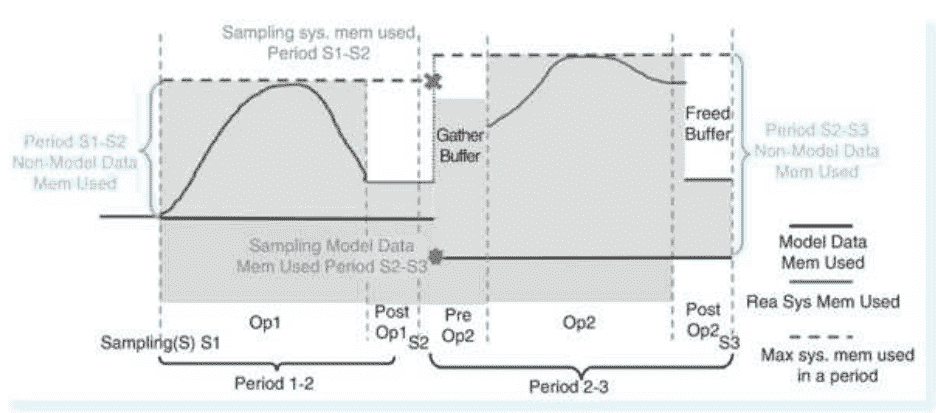 Sampling sys. mem used
Period S1-S2
Period S1-S2
Non-Model Data
Mem Used
Gather
Buffer
Freed
Buffer
Period S2-S3
Non-Model Data
Mem Used
Sampling Model Data
Mem Used Period S2-S3
Model Data
Mem Used
Rea Sys Mem Used
Max sys. mem used
in a period
Op1
Post
Op1
Pre
Op2
Op2
Post
Op2
Sampling(S) S1
S2
S3
Period 1-2
Period 2-3